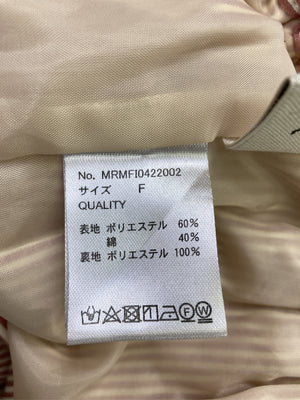 No. MRMFI0422002
サイズ F
QUALITY
表地 ポリエステル 60%
綿 40%
裏地 ポリエステル 100%
F W